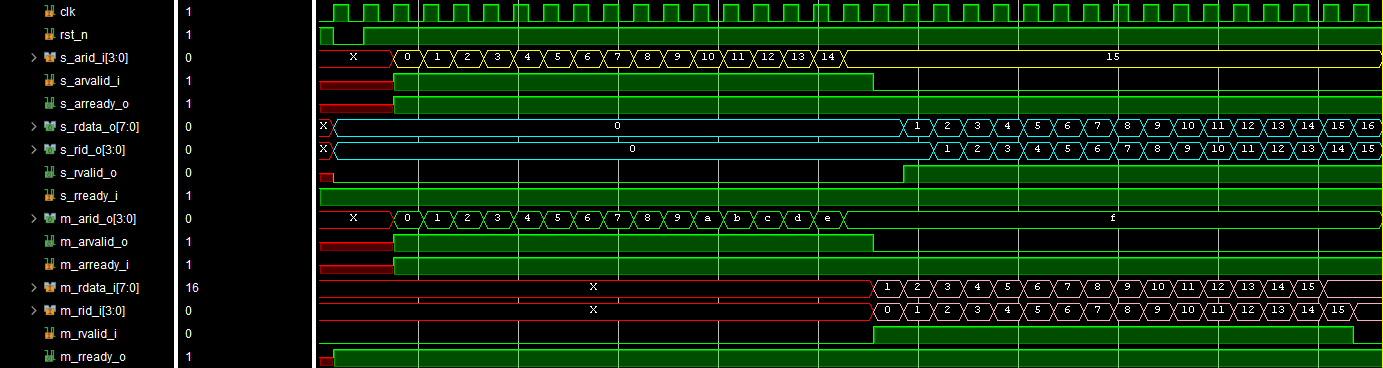 clk 1
rst_n 1
s_arid_i[3:0] 0 X 0 1 2 3 4 5 6 7 8 9 10 11 12 13 14 15
s_arvalid_i 1
s_arready_o 1
s_rdata_o[7:0] 0 X 0 1 2 3 4 5 6 7 8 9 10 11 12 13 14 15 16
s_rid_o[3:0] 0 X 0 1 2 3 4 5 6 7 8 9 10 11 12 13 14 15
s_rvalid_o 0
s_rready_i 1
m_arid_o[3:0] 0 X 0 1 2 3 4 5 6 7 8 9 a b c d e f
m_arvalid_o 1
m_arready_i 1
m_rdata_i[7:0] 16 X 1 2 3 4 5 6 7 8 9 10 11 12 13 14 15
m_rid_i[3:0] 0 X 0 1 2 3 4 5 6 7 8 9 10 11 12 13 14 15
m_rvalid_i 0
m_rready_o 1